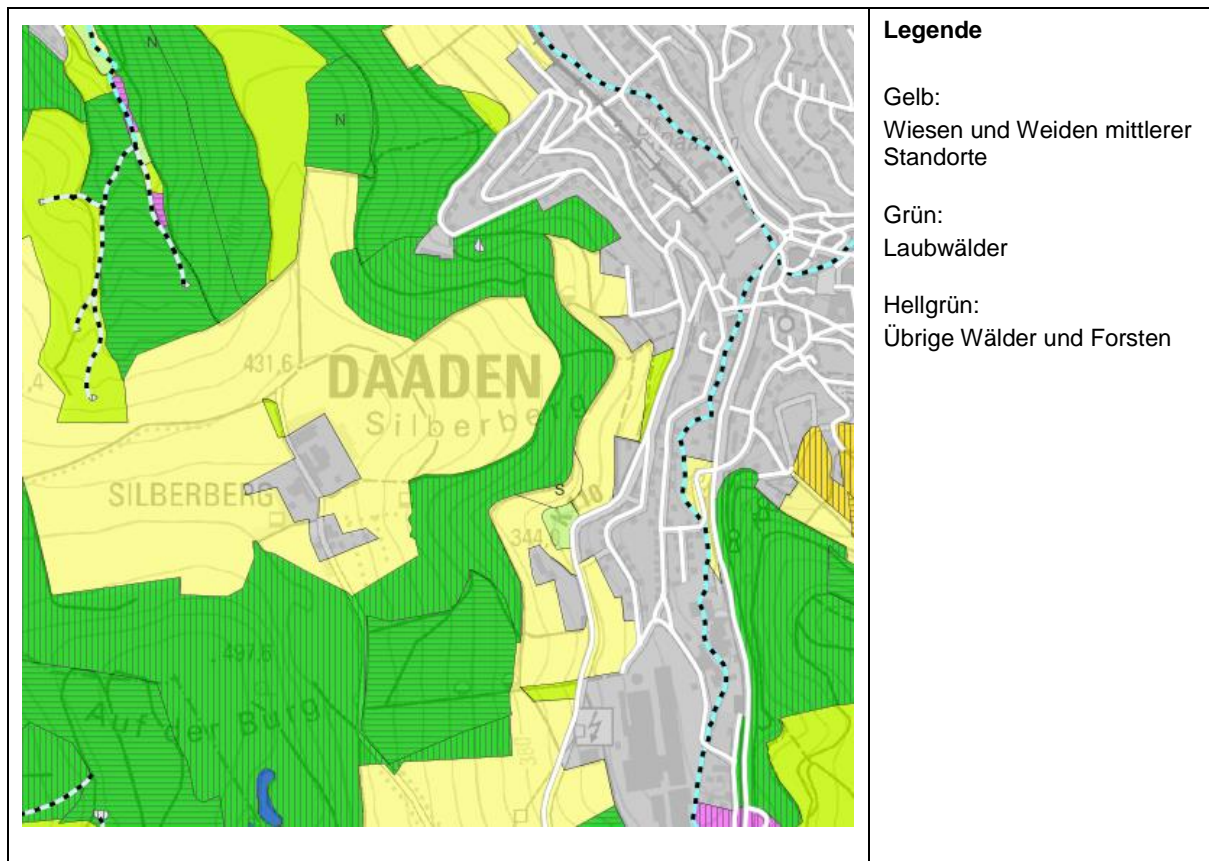 Legende
Gelb:
Wiesen und Weiden mittlerer
Standorte
Grün:
Laubwälder
Hellgrün:
Übrige Wälder und Forsten
N
N
431,6
DAADEN
Silberberg
SILBERBERG
S
344,
497,6
Auf der Burg
380